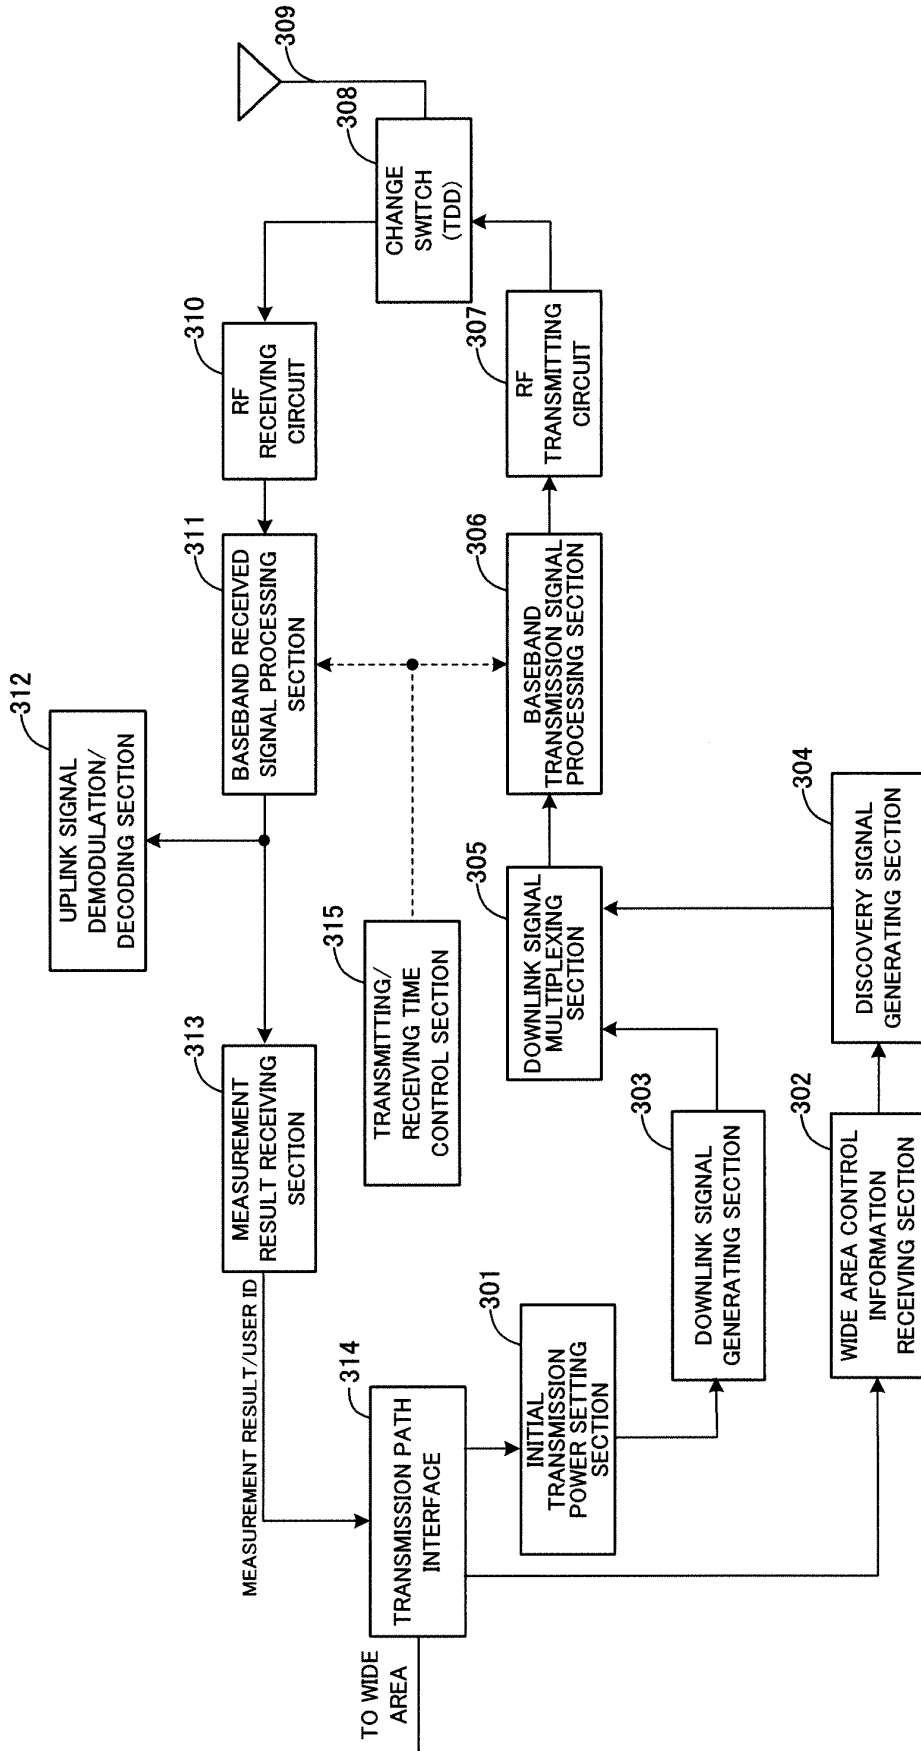 TO WIDE
AREA
MEASUREMENT RESULT/USER ID
314
TRANSMISSION PATH
INTERFACE
301
INITIAL
TRANSMISSION
POWER SETTING
SECTION
313
MEASUREMENT
RESULT RECEIVING
SECTION
315
TRANSMITTING/
RECEIVING TIME
CONTROL SECTION
303
DOWNLINK SIGNAL
GENERATING SECTION
302
WIDE AREA CONTROL
INFORMATION
RECEIVING SECTION
312
UPLINK SIGNAL
DEMODULATION/
DECODING SECTION
305
DOWNLINK SIGNAL
MULTIPLEXING
SECTION
304
DISCOVERY SIGNAL
GENERATING SECTION
311
BASEBAND RECEIVED
SIGNAL PROCESSING
SECTION
306
BASEBAND
TRANSMISSION SIGNAL
PROCESSING SECTION
310
RF
RECEIVING
CIRCUIT
307
RF
TRANSMITTING
CIRCUIT
308
CHANGE
SWITCH
(TDD)
309